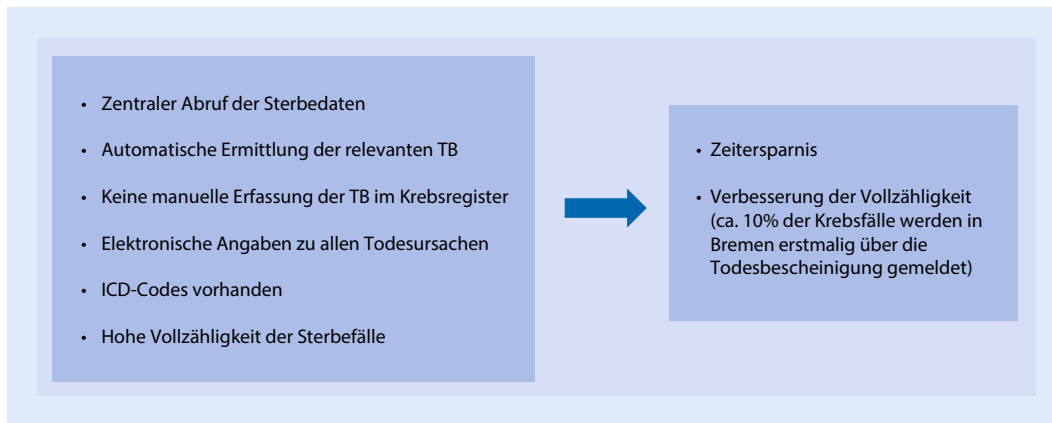 • Zentraler Abruf der Sterbedaten
• Automatische Ermittlung der relevanten TB
• Keine manuelle Erfassung der TB im Krebsregister
• Elektronische Angaben zu allen Todesursachen
• ICD-Codes vorhanden
• Hohe Vollzähligkeit der Sterbefälle
• Zeitersparnis
• Verbesserung der Vollzähligkeit
(ca. 10% der Krebsfälle werden in
Bremen erstmalig über die
Todesbescheinigung gemeldet)